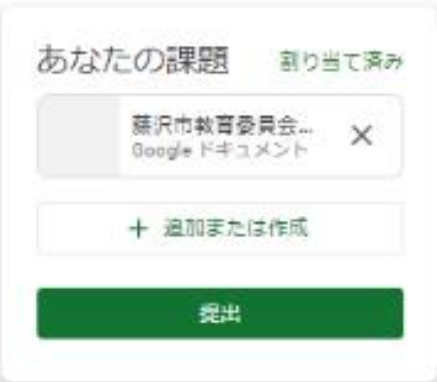 あなたの課題
割り当て済み
藤沢市教育委員会...
Google ドキュメント
+ 追加または作成
提出